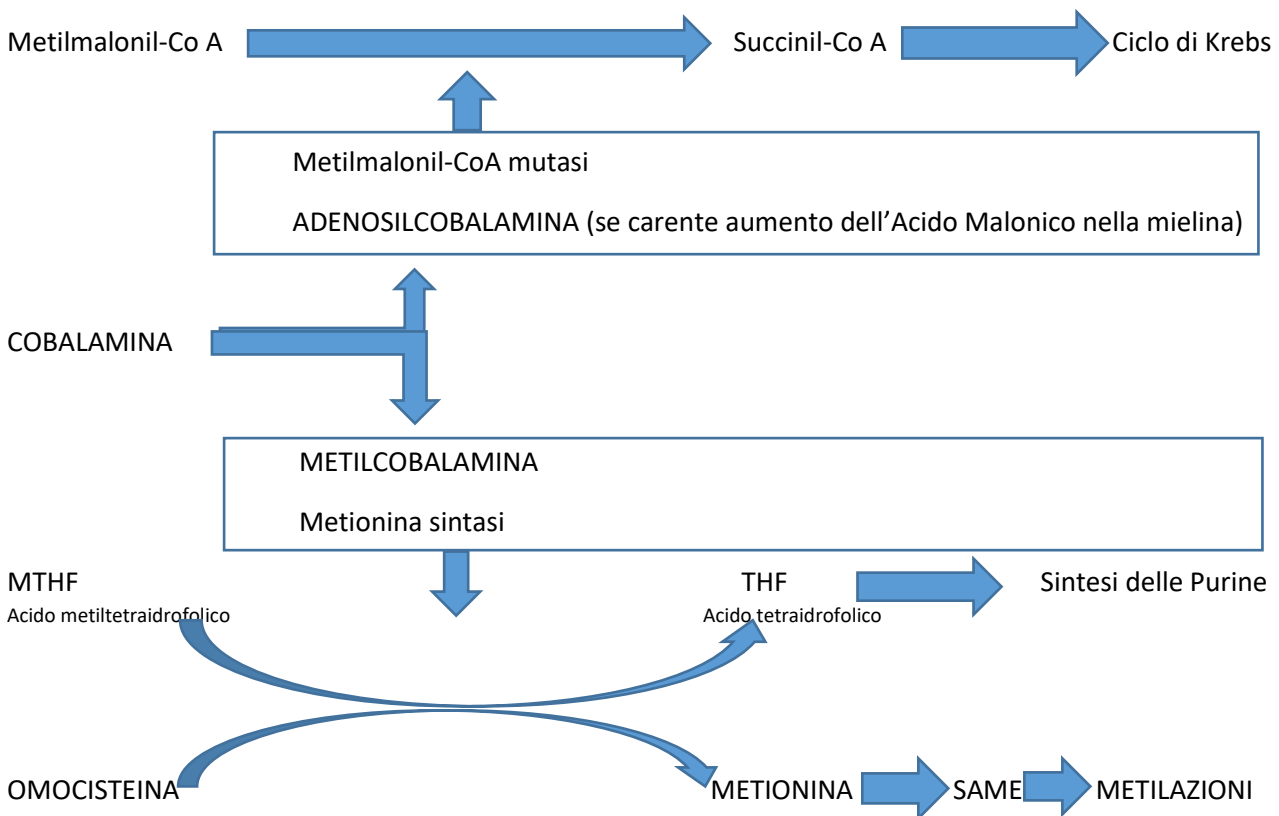 Metilmalonil-Co A Succinil-Co A Ciclo di Krebs
Metilmalonil-CoA mutasi
ADENOSILCOBALAMINA (se carente aumento dell’Acido Malonico nella mielina)
COBALAMINA
METILCOBALAMINA
Metionina sintasi
MTHF THF Sintesi delle Purine
Acido metiltetraidrofolico Acido tetraidrofolico
OMOCISTEINA METIONINA SAME METILAZIONI